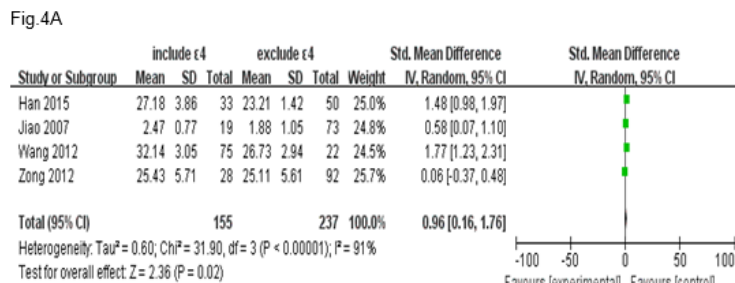 Fig.4A
include ε4 exclude ε4 Std. Mean Difference Std. Mean Difference
Study or Subgroup Mean SD Total Mean SD Total Weight IV, Random, 95% CI IV, Random, 95% CI
Han 2015 27.18 3.86 33 23.21 1.42 50 25.0% 1.48 [0.98, 1.97]
Jiao 2007 2.47 0.77 19 1.88 1.05 73 24.8% 0.58 [0.07, 1.10]
Wang 2012 32.14 3.05 75 26.73 2.94 22 24.5% 1.77 [1.23, 2.31]
Zong 2012 25.43 5.71 28 25.11 5.61 92 25.7% 0.06 [-0.37, 0.48]
Total (95% CI) 155 237 100.0% 0.96 [0.16, 1.76]
Heterogeneity: Tau² = 0.60; Chi² = 31.90, df = 3 (P < 0.00001); I² = 91%
Test for overall effect: Z = 2.36 (P = 0.02)
-100 -50 0 50 100
Favours [experimental] Favours [control]